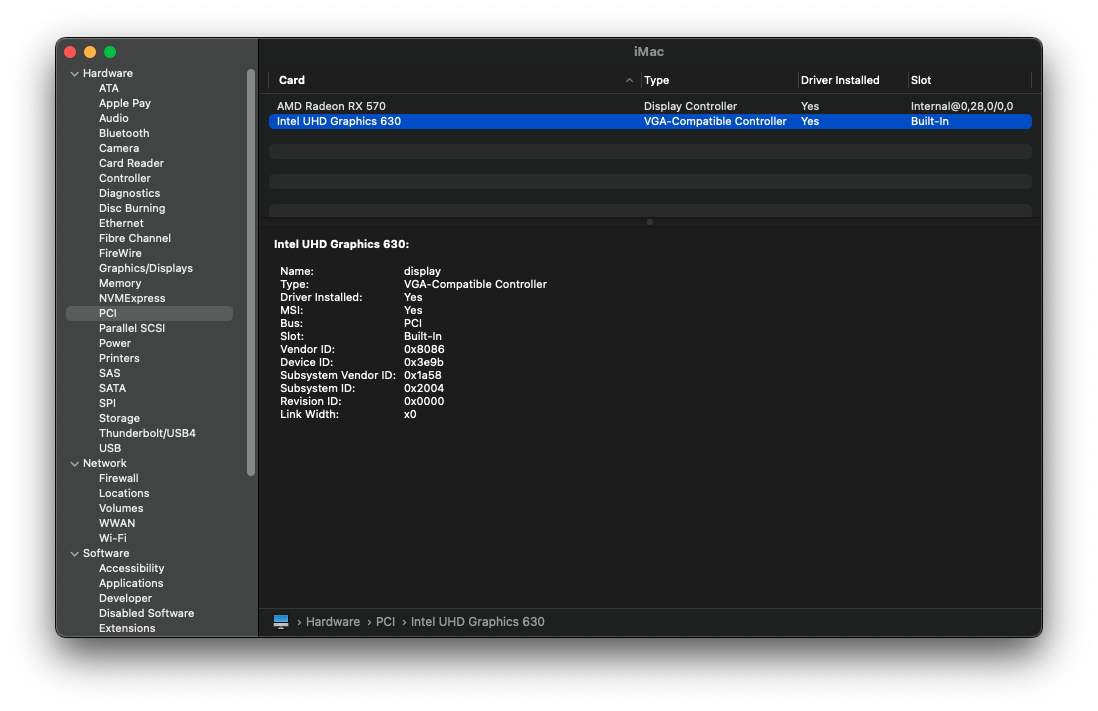 iMac
Hardware
ATA
Apple Pay
Audio
Bluetooth
Camera
Card Reader
Controller
Diagnostics
Disc Burning
Ethernet
Fibre Channel
FireWire
Graphics/Displays
Memory
NVMExpress
PCI
Parallel SCSI
Power
Printers
SAS
SATA
SPI
Storage
Thunderbolt/USB4
USB
Network
Firewall
Locations
Volumes
WWAN
Wi-Fi
Software
Accessibility
Applications
Developer
Disabled Software
Extensions
Card Type Driver Installed Slot
AMD Radeon RX 570 Display Controller Yes Internal@0,28,0/0,0
Intel UHD Graphics 630 VGA-Compatible Controller Yes Built-In
Intel UHD Graphics 630:
Name: display
Type: VGA-Compatible Controller
Driver Installed: Yes
MSI: Yes
Bus: PCI
Slot: Built-In
Vendor ID: 0x8086
Device ID: 0x3e9b
Subsystem Vendor ID: 0x1a58
Subsystem ID: 0x2004
Revision ID: 0x0000
Link Width: x0
› Hardware › PCI › Intel UHD Graphics 630